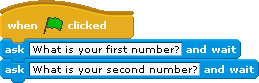 when clicked
ask What is your first number? and wait
ask What is your second number? and wait